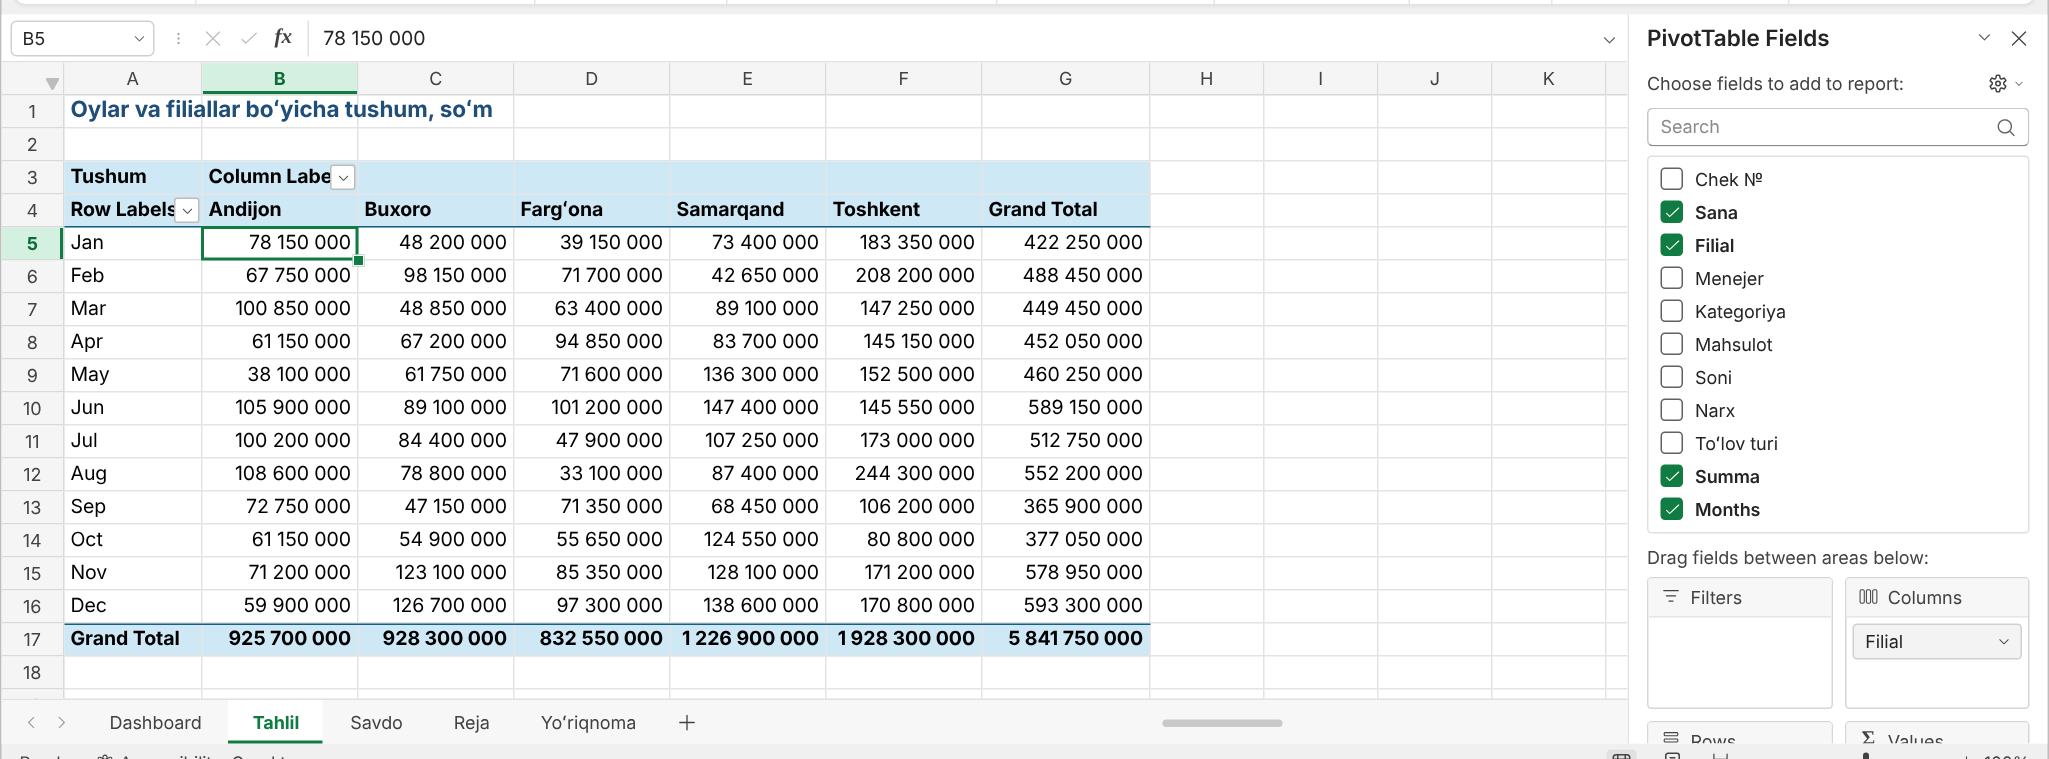 B5 fx 78 150 000
A B C D E F G H I J K
1 Oylar va filiallar boʻyicha tushum, soʻm
2
3 Tushum Column Labe
4 Row Labels Andijon Buxoro Fargʻona Samarqand Toshkent Grand Total
5 Jan 78 150 000 48 200 000 39 150 000 73 400 000 183 350 000 422 250 000
6 Feb 67 750 000 98 150 000 71 700 000 42 650 000 208 200 000 488 450 000
7 Mar 100 850 000 48 850 000 63 400 000 89 100 000 147 250 000 449 450 000
8 Apr 61 150 000 67 200 000 94 850 000 83 700 000 145 150 000 452 050 000
9 May 38 100 000 61 750 000 71 600 000 136 300 000 152 500 000 460 250 000
10 Jun 105 900 000 89 100 000 101 200 000 147 400 000 145 550 000 589 150 000
11 Jul 100 200 000 84 400 000 47 900 000 107 250 000 173 000 000 512 750 000
12 Aug 108 600 000 78 800 000 33 100 000 87 400 000 244 300 000 552 200 000
13 Sep 72 750 000 47 150 000 71 350 000 68 450 000 106 200 000 365 900 000
14 Oct 61 150 000 54 900 000 55 650 000 124 550 000 80 800 000 377 050 000
15 Nov 71 200 000 123 100 000 85 350 000 128 100 000 171 200 000 578 950 000
16 Dec 59 900 000 126 700 000 97 300 000 138 600 000 170 800 000 593 300 000
17 Grand Total 925 700 000 928 300 000 832 550 000 1 226 900 000 1 928 300 000 5 841 750 000
18
Dashboard Tahlil Savdo Reja Yoʻriqnoma
PivotTable Fields
Choose fields to add to report:
Search
Chek №
Sana
Filial
Menejer
Kategoriya
Mahsulot
Soni
Narx
Toʻlov turi
Summa
Months
Drag fields between areas below:
Filters Columns
Filial
Rows Values